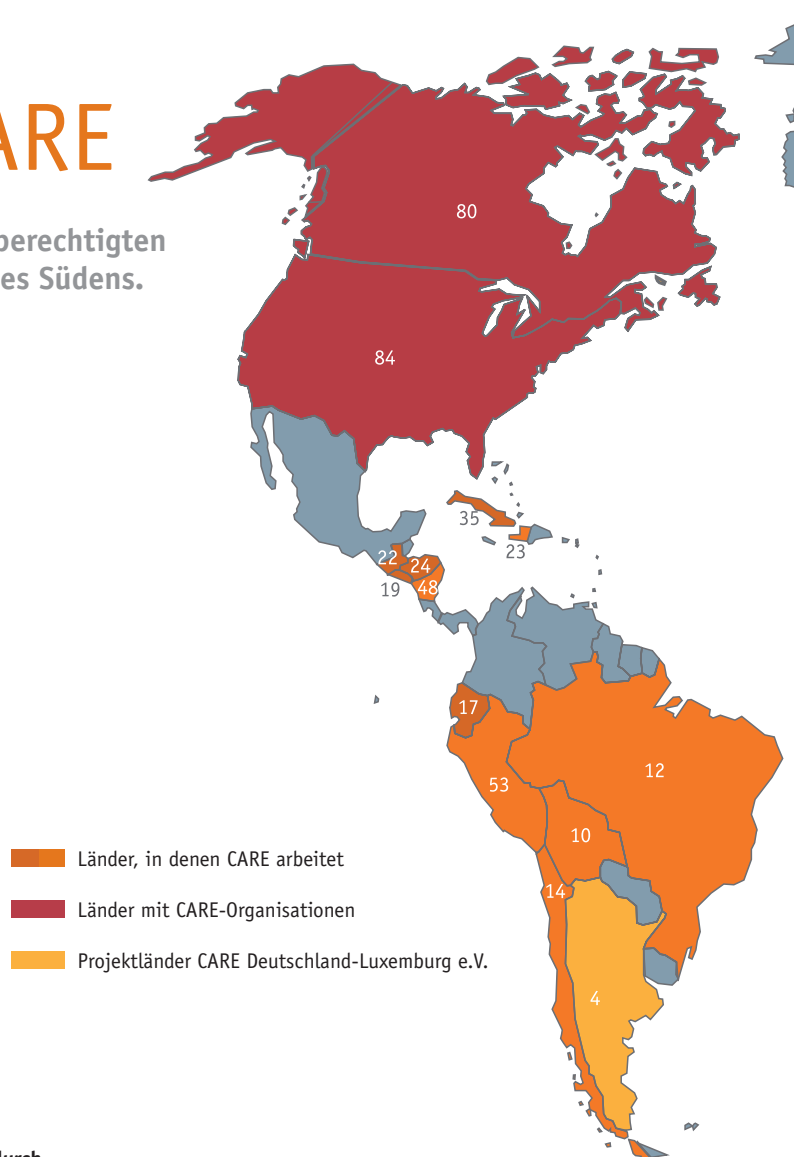 ARE
berechtigten
es Südens.
80
84
35
23
22
24
19
48
17
12
53
10
14
Länder, in denen CARE arbeitet
Länder mit CARE-Organisationen
Projektländer CARE Deutschland-Luxemburg e.V.
4